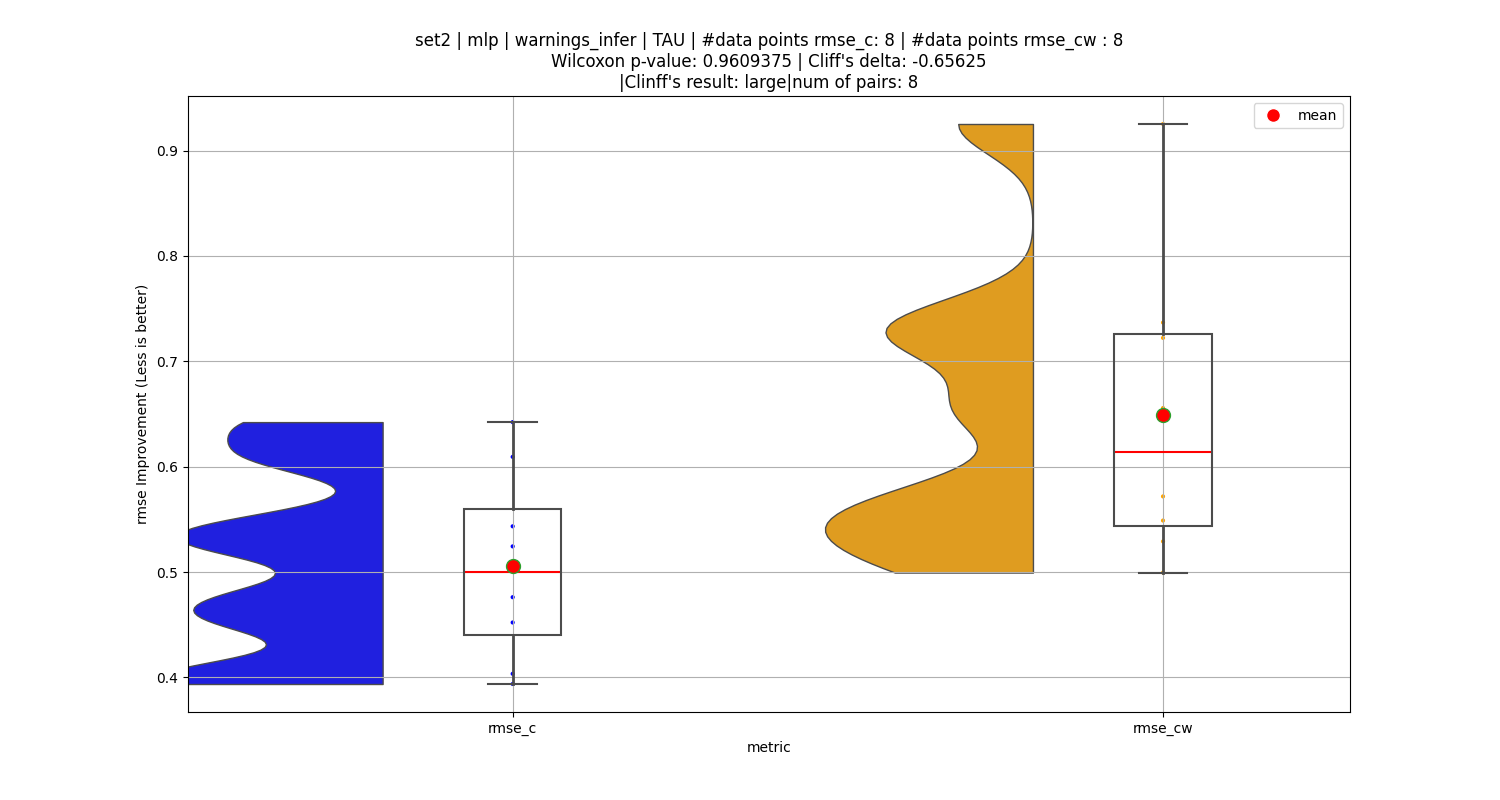 set2 | mlp | warnings_infer | TAU | #data points rmse_c: 8 | #data points rmse_cw : 8
Wilcoxon p-value: 0.9609375 | Cliff's delta: -0.65625
|Clinff's result: large|num of pairs: 8
mean
rmse Improvement (Less is better)
0.9
0.8
0.7
0.6
0.5
0.4
rmse_c
rmse_cw
metric